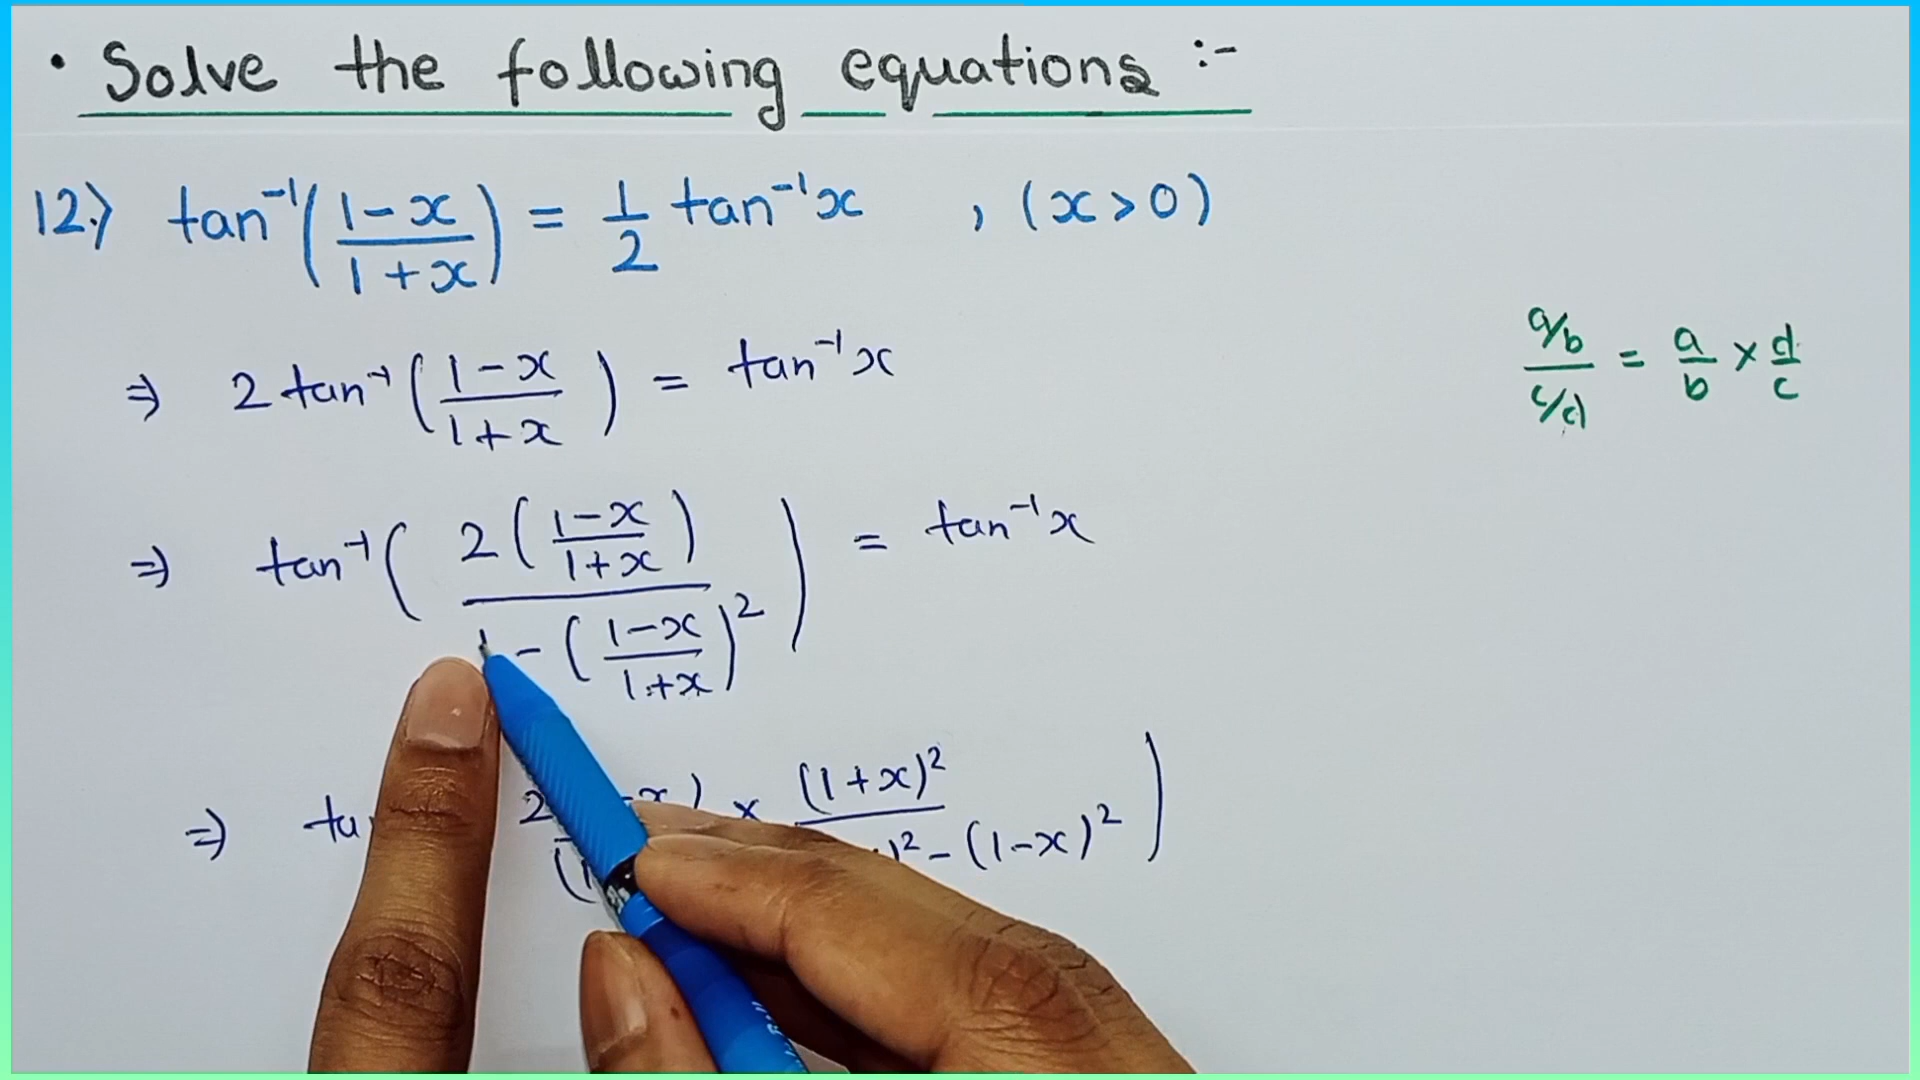 • Solve the following equations :-
12.) tan⁻¹((1-x)/(1+x)) = 1/2 tan⁻¹x , (x>0)
⇒ 2 tan⁻¹((1-x)/(1+x)) = tan⁻¹x
(a/b)/(c/d) = a/b × d/c
⇒ tan⁻¹( 2((1-x)/(1+x)) / (1 - ((1-x)/(1+x))²) ) = tan⁻¹x
⇒ × (1+x)² / )² - (1-x)² )